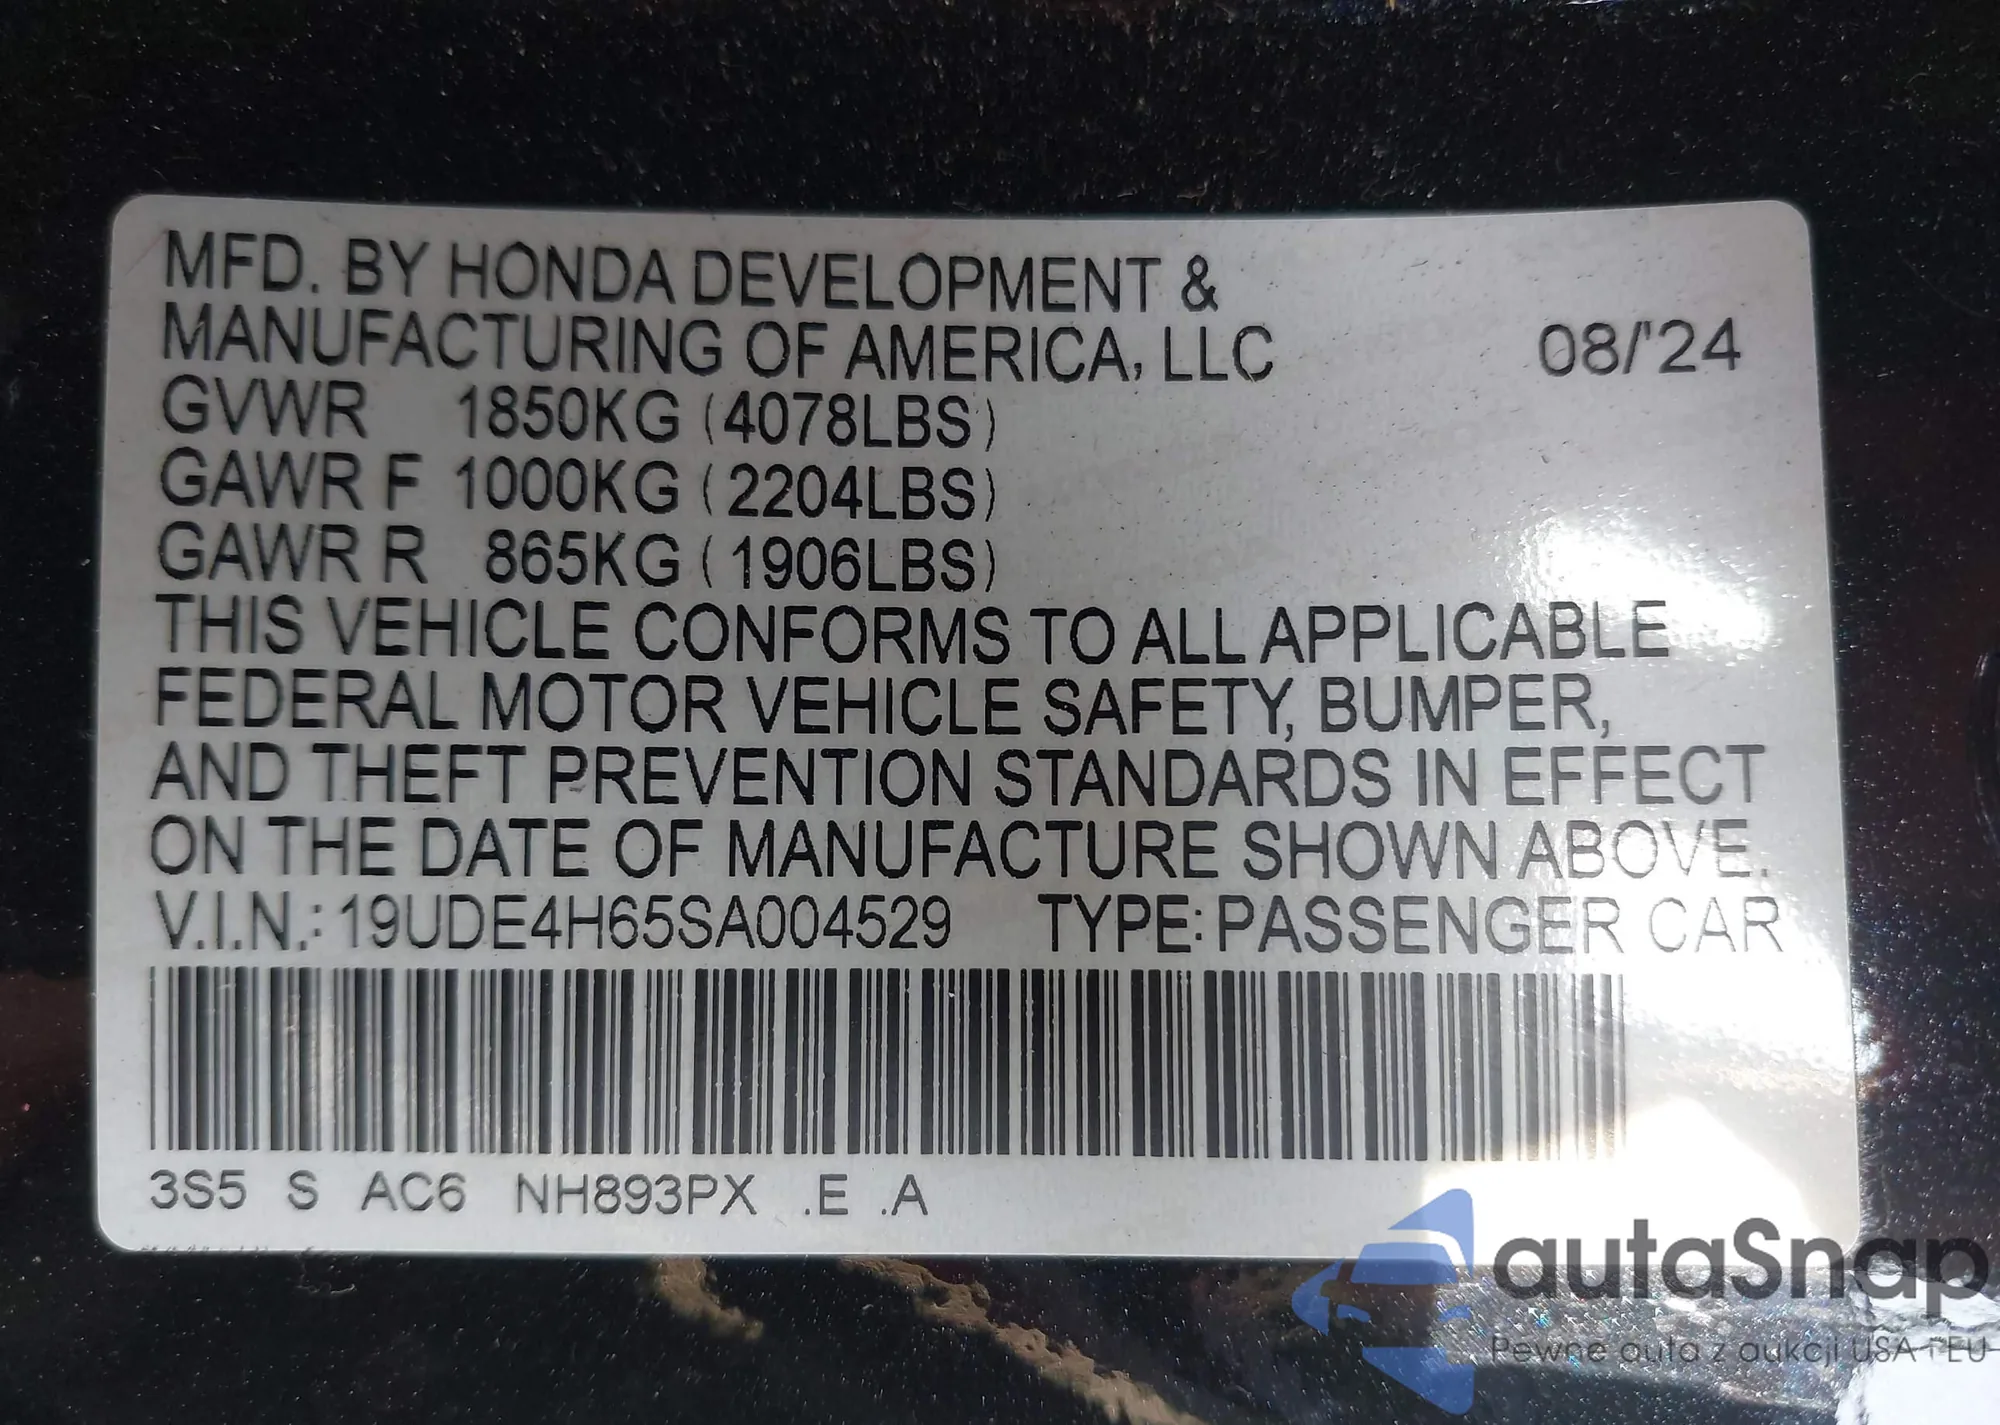 MFD. BY HONDA DEVELOPMENT &
MANUFACTURING OF AMERICA, LLC 08/'24
GVWR 1850KG (4078LBS)
GAWR F 1000KG (2204LBS)
GAWR R 865KG (1906LBS)
THIS VEHICLE CONFORMS TO ALL APPLICABLE
FEDERAL MOTOR VEHICLE SAFETY, BUMPER,
AND THEFT PREVENTION STANDARDS IN EFFECT
ON THE DATE OF MANUFACTURE SHOWN ABOVE.
V.I.N.: 19UDE4H65SA004529 TYPE: PASSENGER CAR
3S5 S AC6 NH893PX .E .A
autaSnap
Pewne auta z aukcji USA i EU